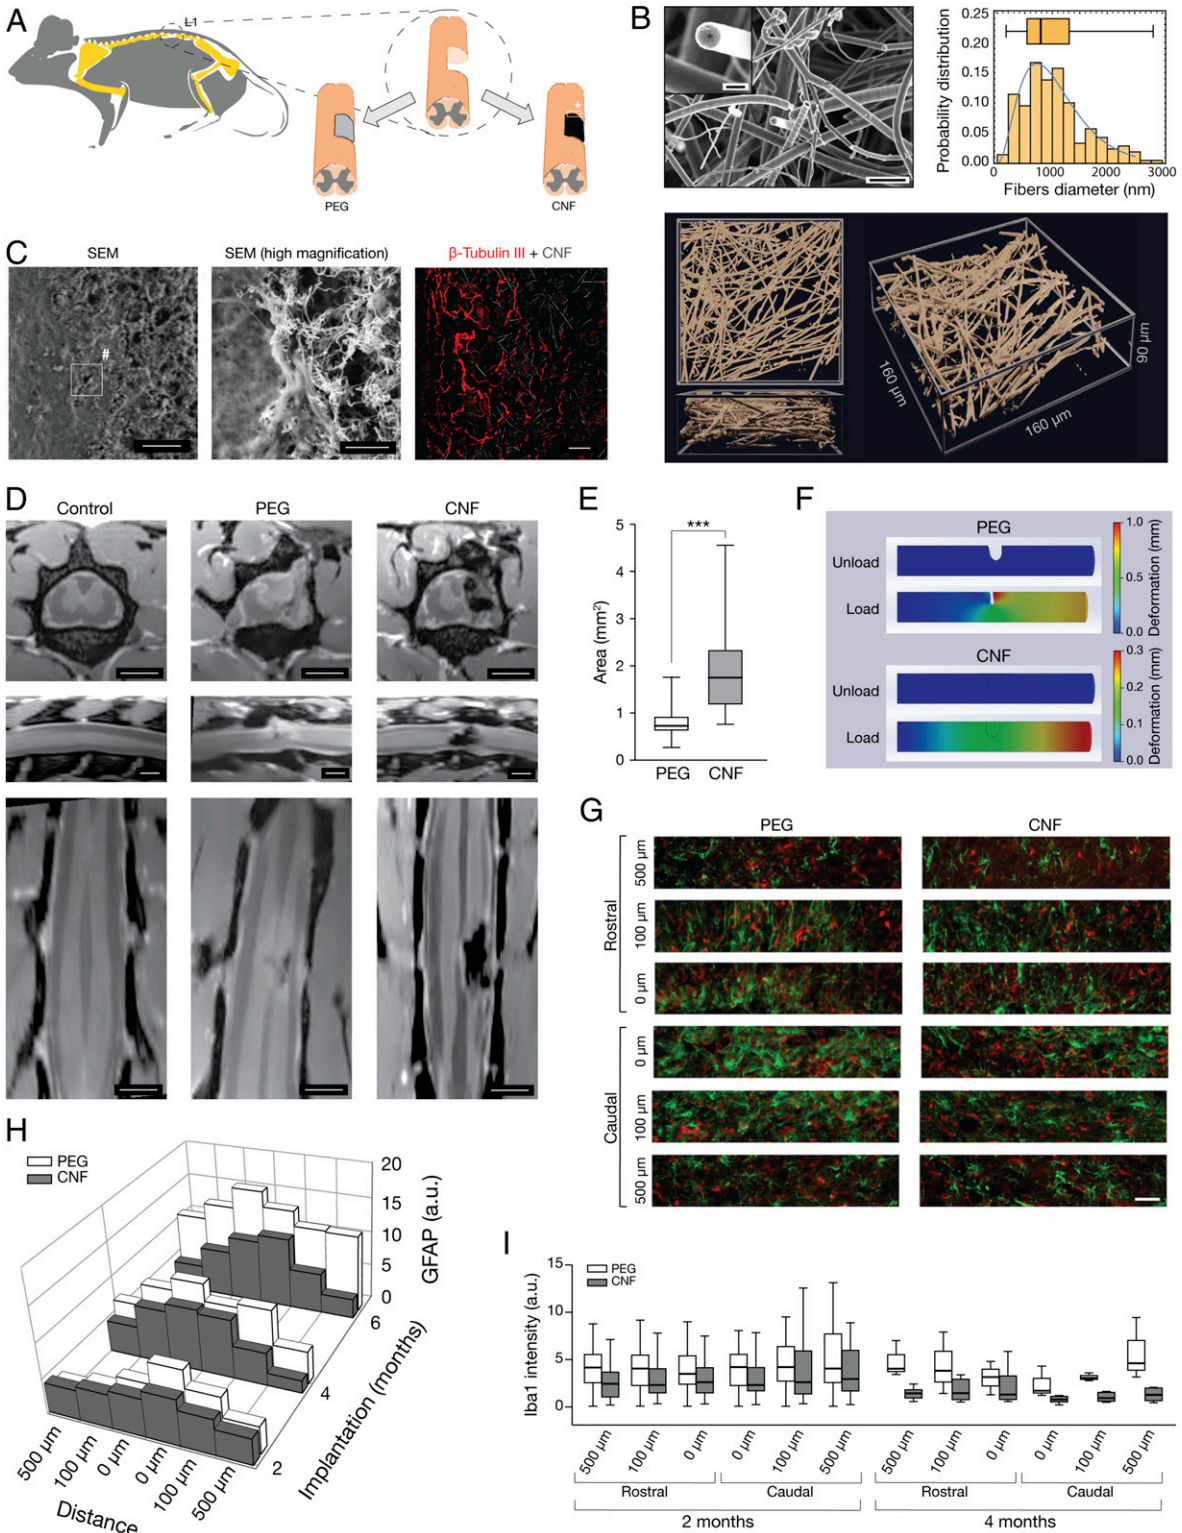 A
L1
*
PEG
CNF
B
Probability distribution
0.25
0.20
0.15
0.10
0.05
0.00
0
1000
2000
3000
Fibers diameter (nm)
160 μm
160 μm
90 μm
C
SEM
SEM (high magnification)
β-Tubulin III + CNF
#
D
Control
PEG
CNF
E
***
Area (mm²)
5
4
3
2
1
0
PEG
CNF
F
PEG
Unload
Load
1.0
0.5
0.0
Deformation (mm)
CNF
Unload
Load
0.3
0.2
0.1
0.0
Deformation (mm)
G
PEG
CNF
Rostral
500 μm
100 μm
0 μm
Caudal
0 μm
100 μm
500 μm
H
PEG
CNF
20
15
10
5
0
GFAP (a.u.)
6
4
2
Implantation (months)
500 μm
100 μm
0 μm
0 μm
100 μm
500 μm
Distance
I
PEG
CNF
Iba1 intensity (a.u.)
15
10
5
0
500 μm
100 μm
0 μm
0 μm
100 μm
500 μm
500 μm
100 μm
0 μm
0 μm
100 μm
500 μm
Rostral
Caudal
Rostral
Caudal
2 months
4 months